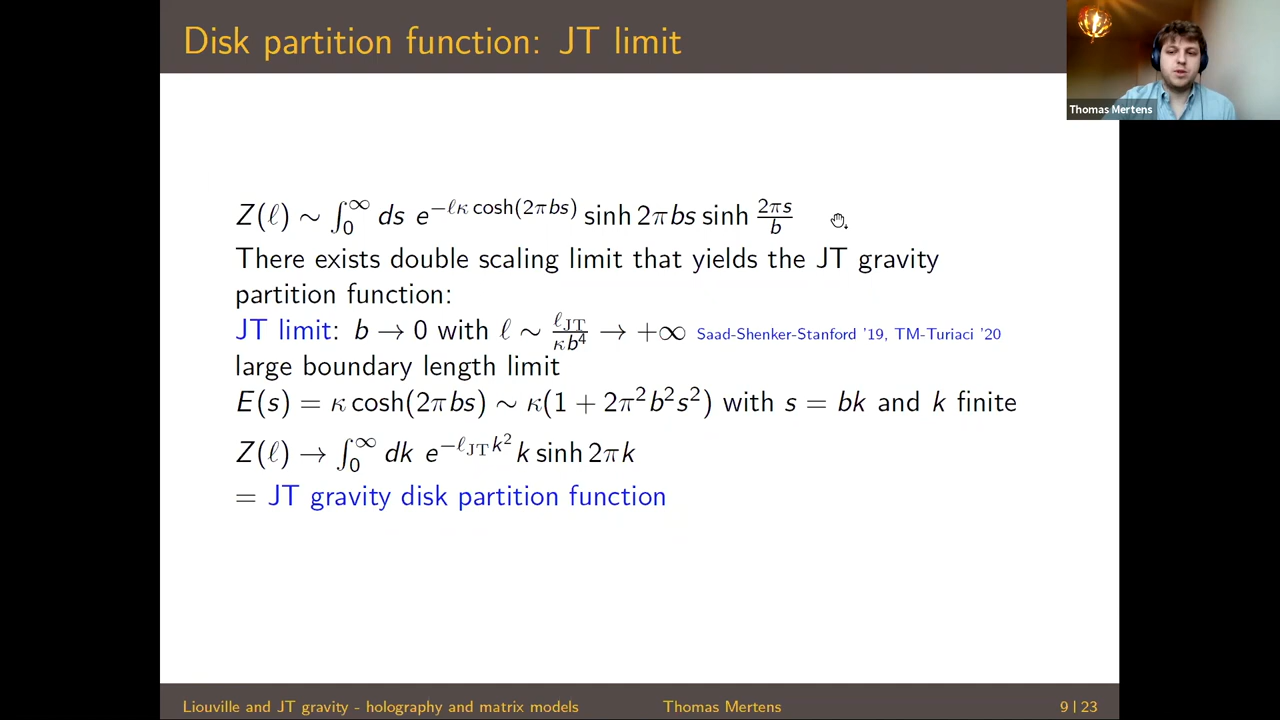 Disk partition function: JT limit
Thomas Mertens
Z(ℓ) ∼ ∫₀^∞ ds e^{−ℓκ cosh(2πbs)} sinh 2πbs sinh 2πs/b
There exists double scaling limit that yields the JT gravity
partition function:
JT limit: b → 0 with ℓ ∼ ℓ_JT/κb⁴ → +∞ Saad-Shenker-Stanford '19, TM-Turiaci '20
large boundary length limit
E(s) = κ cosh(2πbs) ∼ κ(1 + 2π²b²s²) with s = bk and k finite
Z(ℓ) → ∫₀^∞ dk e^{−ℓ_JT k²} k sinh 2πk
= JT gravity disk partition function
Liouville and JT gravity - holography and matrix models Thomas Mertens 9 | 23